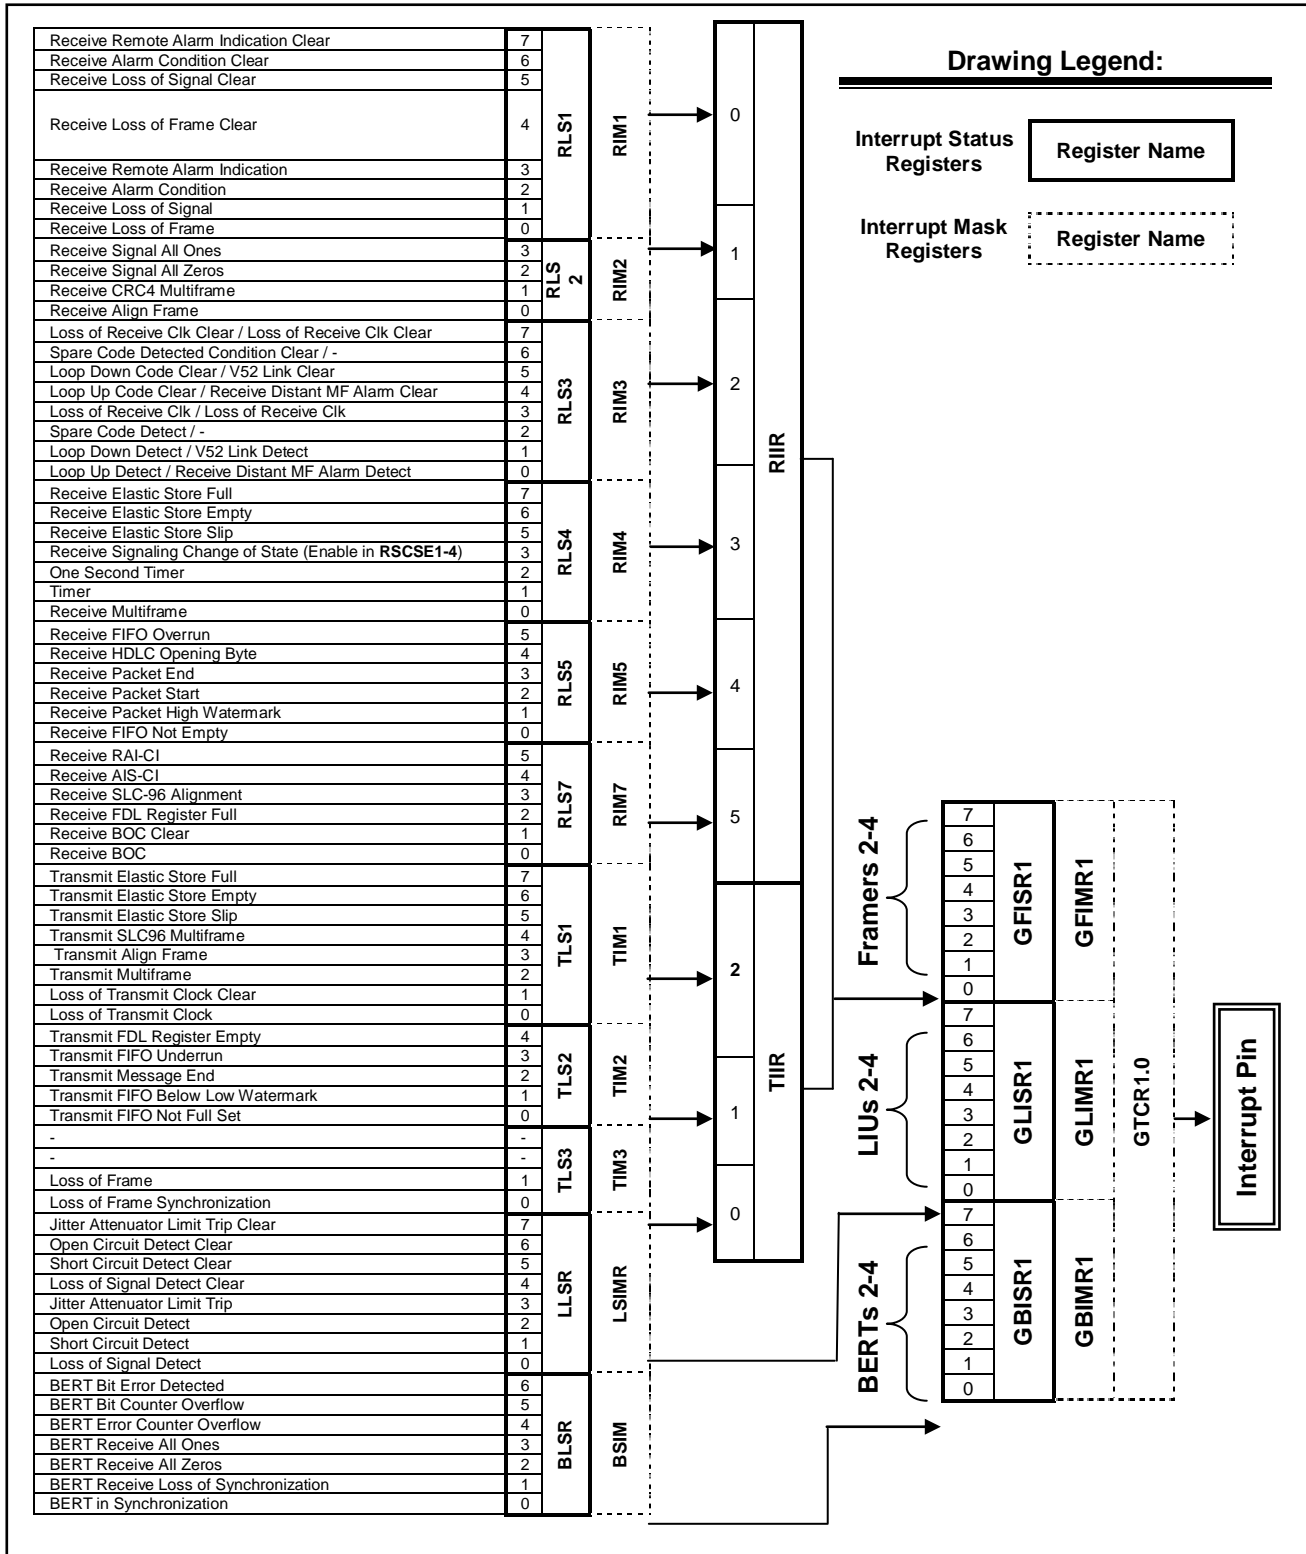 Receive Remote Alarm Indication Clear 7
Receive Alarm Condition Clear 6
Receive Loss of Signal Clear 5
Receive Loss of Frame Clear 4
Receive Remote Alarm Indication 3
Receive Alarm Condition 2
Receive Loss of Signal 1
Receive Loss of Frame 0
RLS1
RIM1
Receive Signal All Ones 3
Receive Signal All Zeros 2
Receive CRC4 Multiframe 1
Receive Align Frame 0
RLS
2
RIM2
Loss of Receive Clk Clear / Loss of Receive Clk Clear 7
Spare Code Detected Condition Clear / - 6
Loop Down Code Clear / V52 Link Clear 5
Loop Up Code Clear / Receive Distant MF Alarm Clear 4
Loss of Receive Clk / Loss of Receive Clk 3
Spare Code Detect / - 2
Loop Down Detect / V52 Link Detect 1
Loop Up Detect / Receive Distant MF Alarm Detect 0
RLS3
RIM3
Receive Elastic Store Full 7
Receive Elastic Store Empty 6
Receive Elastic Store Slip 5
Receive Signaling Change of State (Enable in RSCSE1-4) 3
One Second Timer 2
Timer 1
Receive Multiframe 0
RLS4
RIM4
Receive FIFO Overrun 5
Receive HDLC Opening Byte 4
Receive Packet End 3
Receive Packet Start 2
Receive Packet High Watermark 1
Receive FIFO Not Empty 0
RLS5
RIM5
Receive RAI-CI 5
Receive AIS-CI 4
Receive SLC-96 Alignment 3
Receive FDL Register Full 2
Receive BOC Clear 1
Receive BOC 0
RLS7
RIM7
Transmit Elastic Store Full 7
Transmit Elastic Store Empty 6
Transmit Elastic Store Slip 5
Transmit SLC96 Multiframe 4
Transmit Align Frame 3
Transmit Multiframe 2
Loss of Transmit Clock Clear 1
Loss of Transmit Clock 0
TLS1
TIM1
Transmit FDL Register Empty 4
Transmit FIFO Underrun 3
Transmit Message End 2
Transmit FIFO Below Low Watermark 1
Transmit FIFO Not Full Set 0
TLS2
TIM2
- -
- -
Loss of Frame 1
Loss of Frame Synchronization 0
TLS3
TIM3
Jitter Attenuator Limit Trip Clear 7
Open Circuit Detect Clear 6
Short Circuit Detect Clear 5
Loss of Signal Detect Clear 4
Jitter Attenuator Limit Trip 3
Open Circuit Detect 2
Short Circuit Detect 1
Loss of Signal Detect 0
LLSR
LSIMR
BERT Bit Error Detected 6
BERT Bit Counter Overflow 5
BERT Error Counter Overflow 4
BERT Receive All Ones 3
BERT Receive All Zeros 2
BERT Receive Loss of Synchronization 1
BERT in Synchronization 0
BLSR
BSIM
0
1
2
3
4
5
RIIR
2
1
0
TIIR
Drawing Legend:
Interrupt Status
Registers
Register Name
Interrupt Mask
Registers
Register Name
Framers 2-4
7
6
5
4
3
2
1
0
GFISR1
GFIMR1
LIUs 2-4
7
6
5
4
3
2
1
0
GLISR1
GLIMR1
BERTs 2-4
7
6
5
4
3
2
1
0
GBISR1
GBIMR1
GTCR1.0
Interrupt Pin